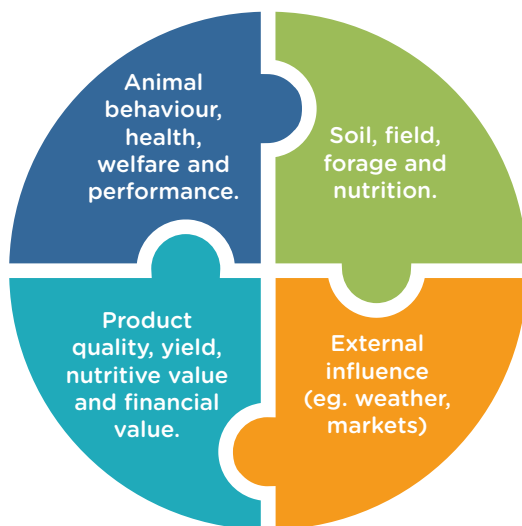 Animal
behaviour,
health,
welfare and
performance.
Soil, field,
forage and
nutrition.
Product
quality, yield,
nutritive value
and financial
value.
External
influence
(eg. weather,
markets)